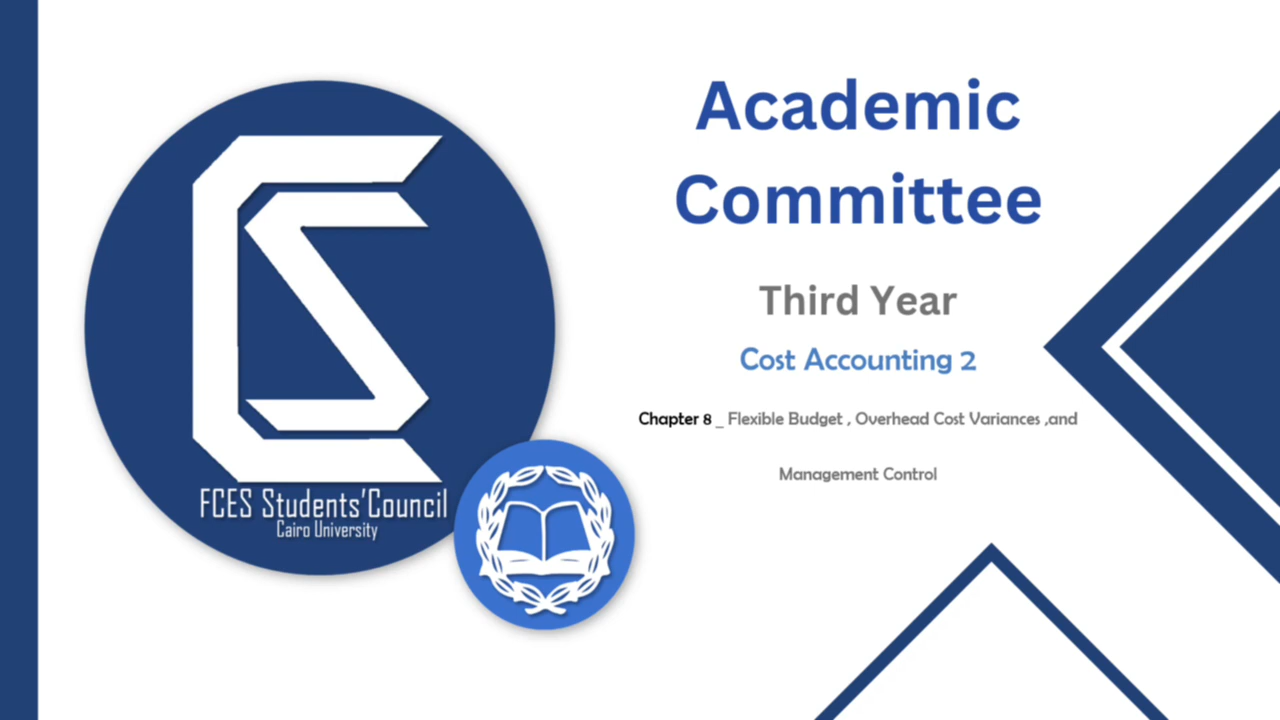 Academic
Committee
Third Year
Cost Accounting 2
Chapter 8 _ Flexible Budget , Overhead Cost Variances ,and
Management Control
FCES Students'Council
Cairo University